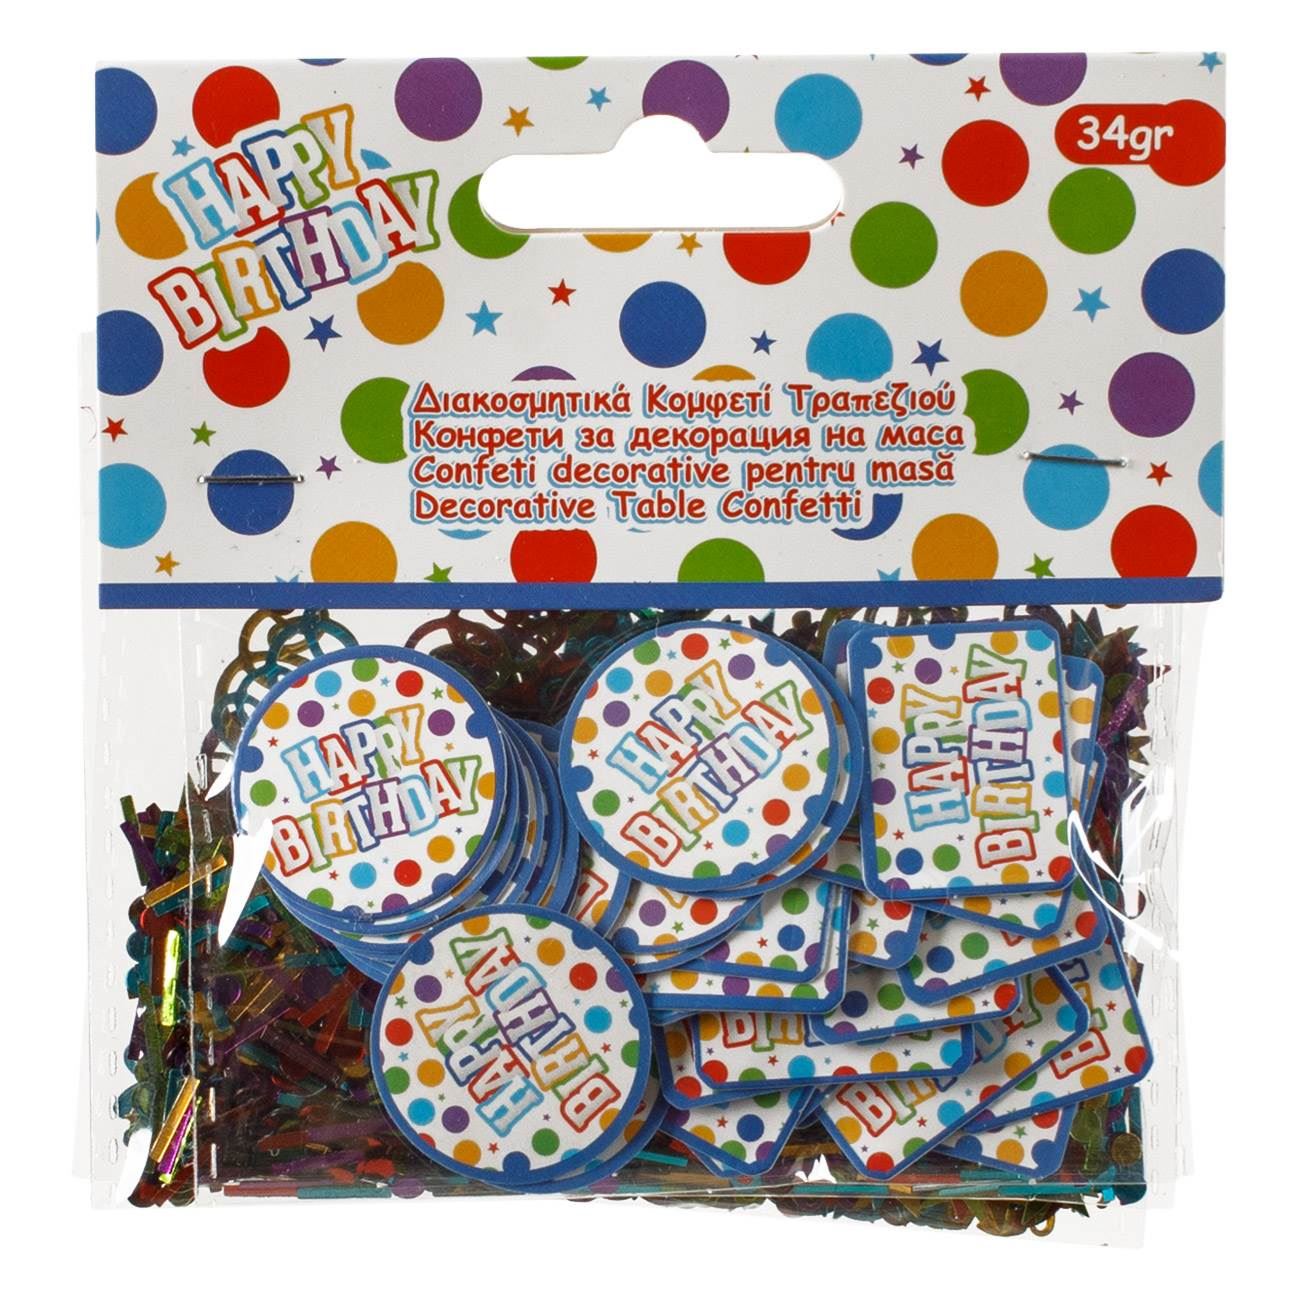 HAPPY
BIRTHDAY
34gr
Διακοσμητικά Κομφετί Τραπεζιού
Конфети за декорация на маса
Confeti decorative pentru masă
Decorative Table Confetti
HAPPY
BIRTHDAY
HAPPY
BIRTHDAY
HAPPY
BIRTHDAY
HAPPY
BIRTHDAY